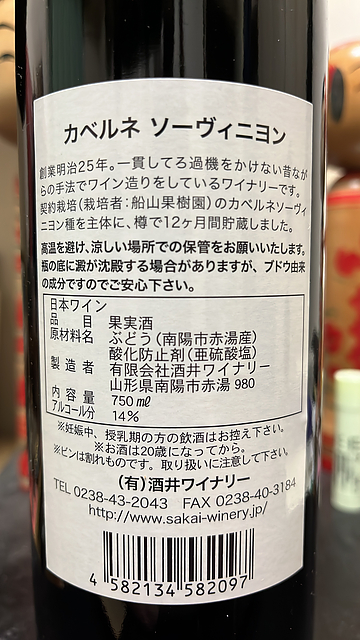 カベルネ ソーヴィニヨン
創業明治25年。一貫してろ過機をかけない昔なが
らの手法でワイン造りをしているワイナリーです。
契約栽培(栽培者:船山果樹園)のカベルネソーヴィ
ニヨン種を主体に、樽で12ヶ月間貯蔵しました。
高温を避け、涼しい場所での保管をお願いいたします。
瓶の底に澱が沈殿する場合がありますが、ブドウ由来
の成分ですのでご安心下さい。
日本ワイン
品目 果実酒
原材料名 ぶどう(南陽市赤湯産)
酸化防止剤(亜硫酸塩)
製造者 有限会社酒井ワイナリー
山形県南陽市赤湯980
内容量 750㎖
アルコール分 14%
※妊娠中、授乳期の方の飲酒はお控え下さい。
※お酒は20歳になってから。
※ビンは割れものです。取り扱いに注意して下さい。
(有)酒井ワイナリー
TEL 0238-43-2043 FAX 0238-40-3184
http://www.sakai-winery.jp/
4 582134 582097